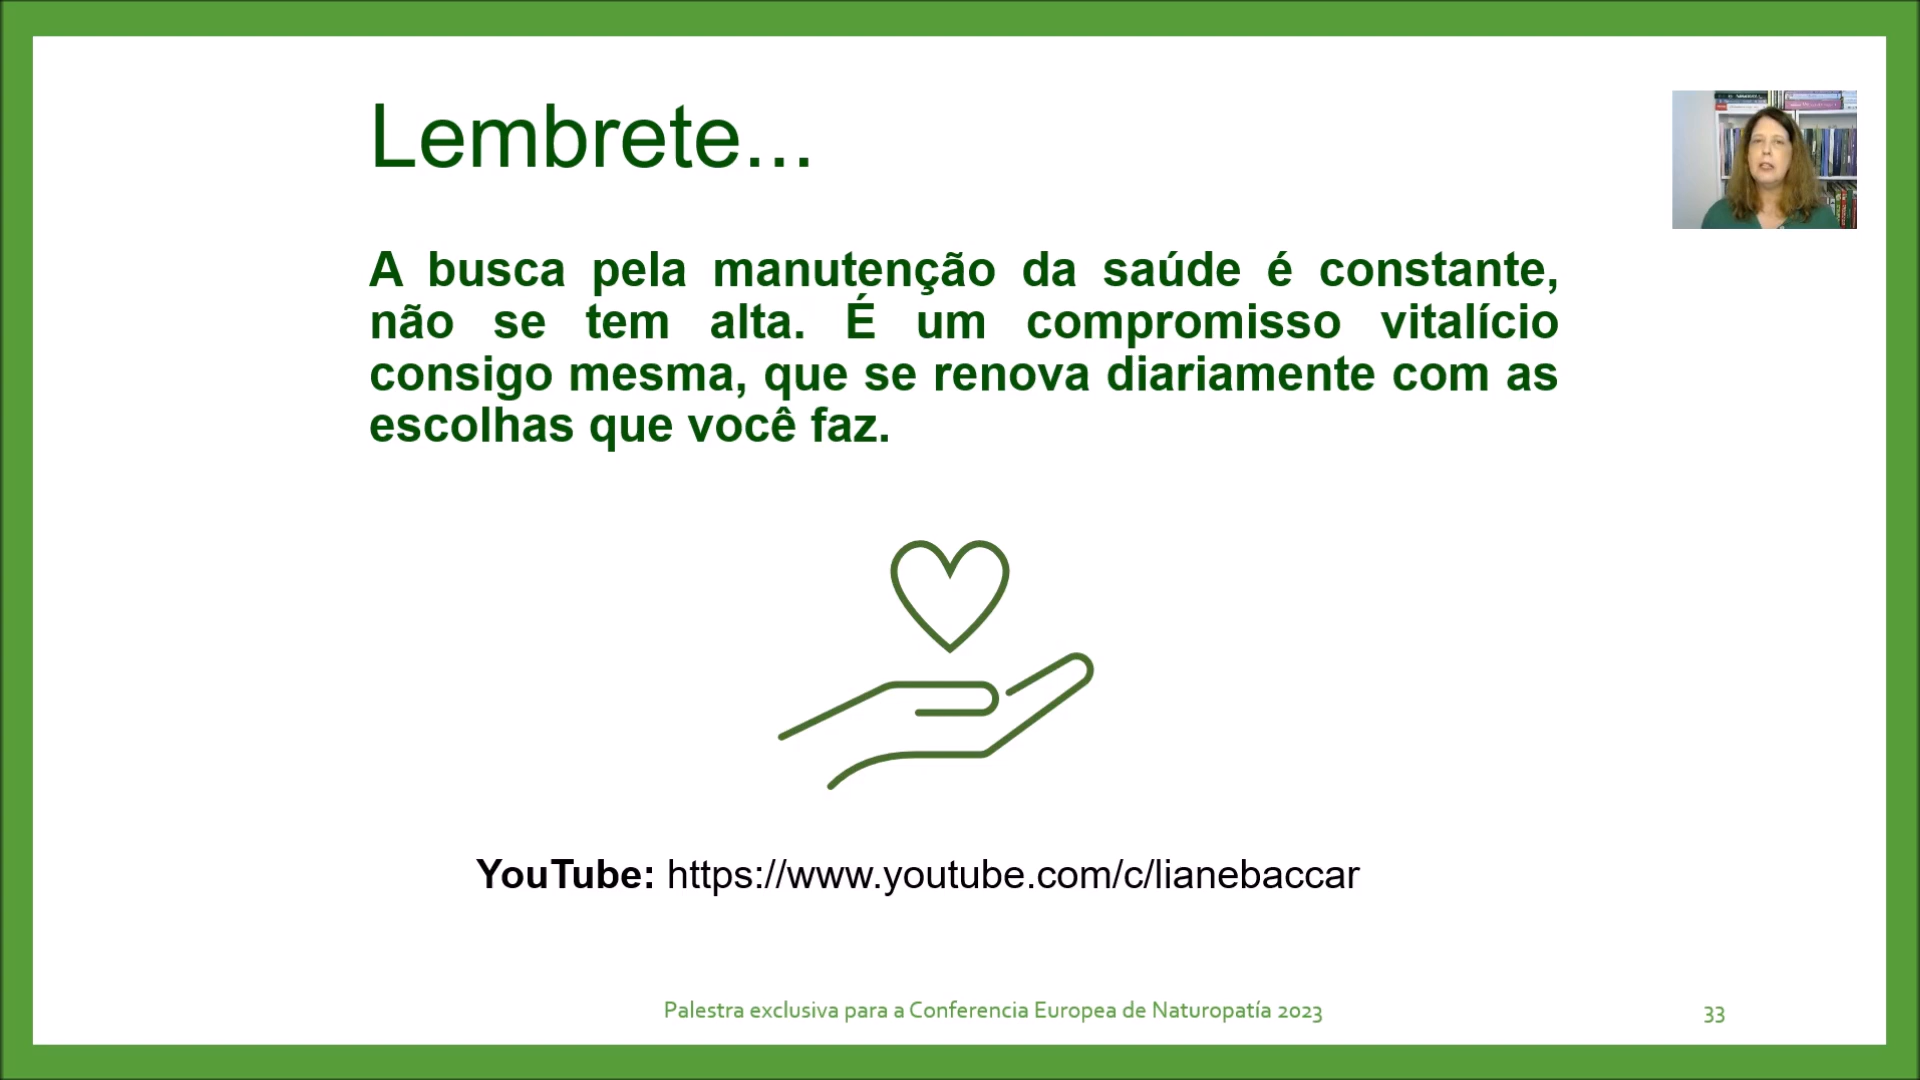 Lembrete...
A busca pela manutenção da saúde é constante,
não se tem alta. É um compromisso vitalício
consigo mesma, que se renova diariamente com as
escolhas que você faz.
YouTube: https://www.youtube.com/c/lianebaccar
Palestra exclusiva para a Conferencia Europea de Naturopatía 2023
33